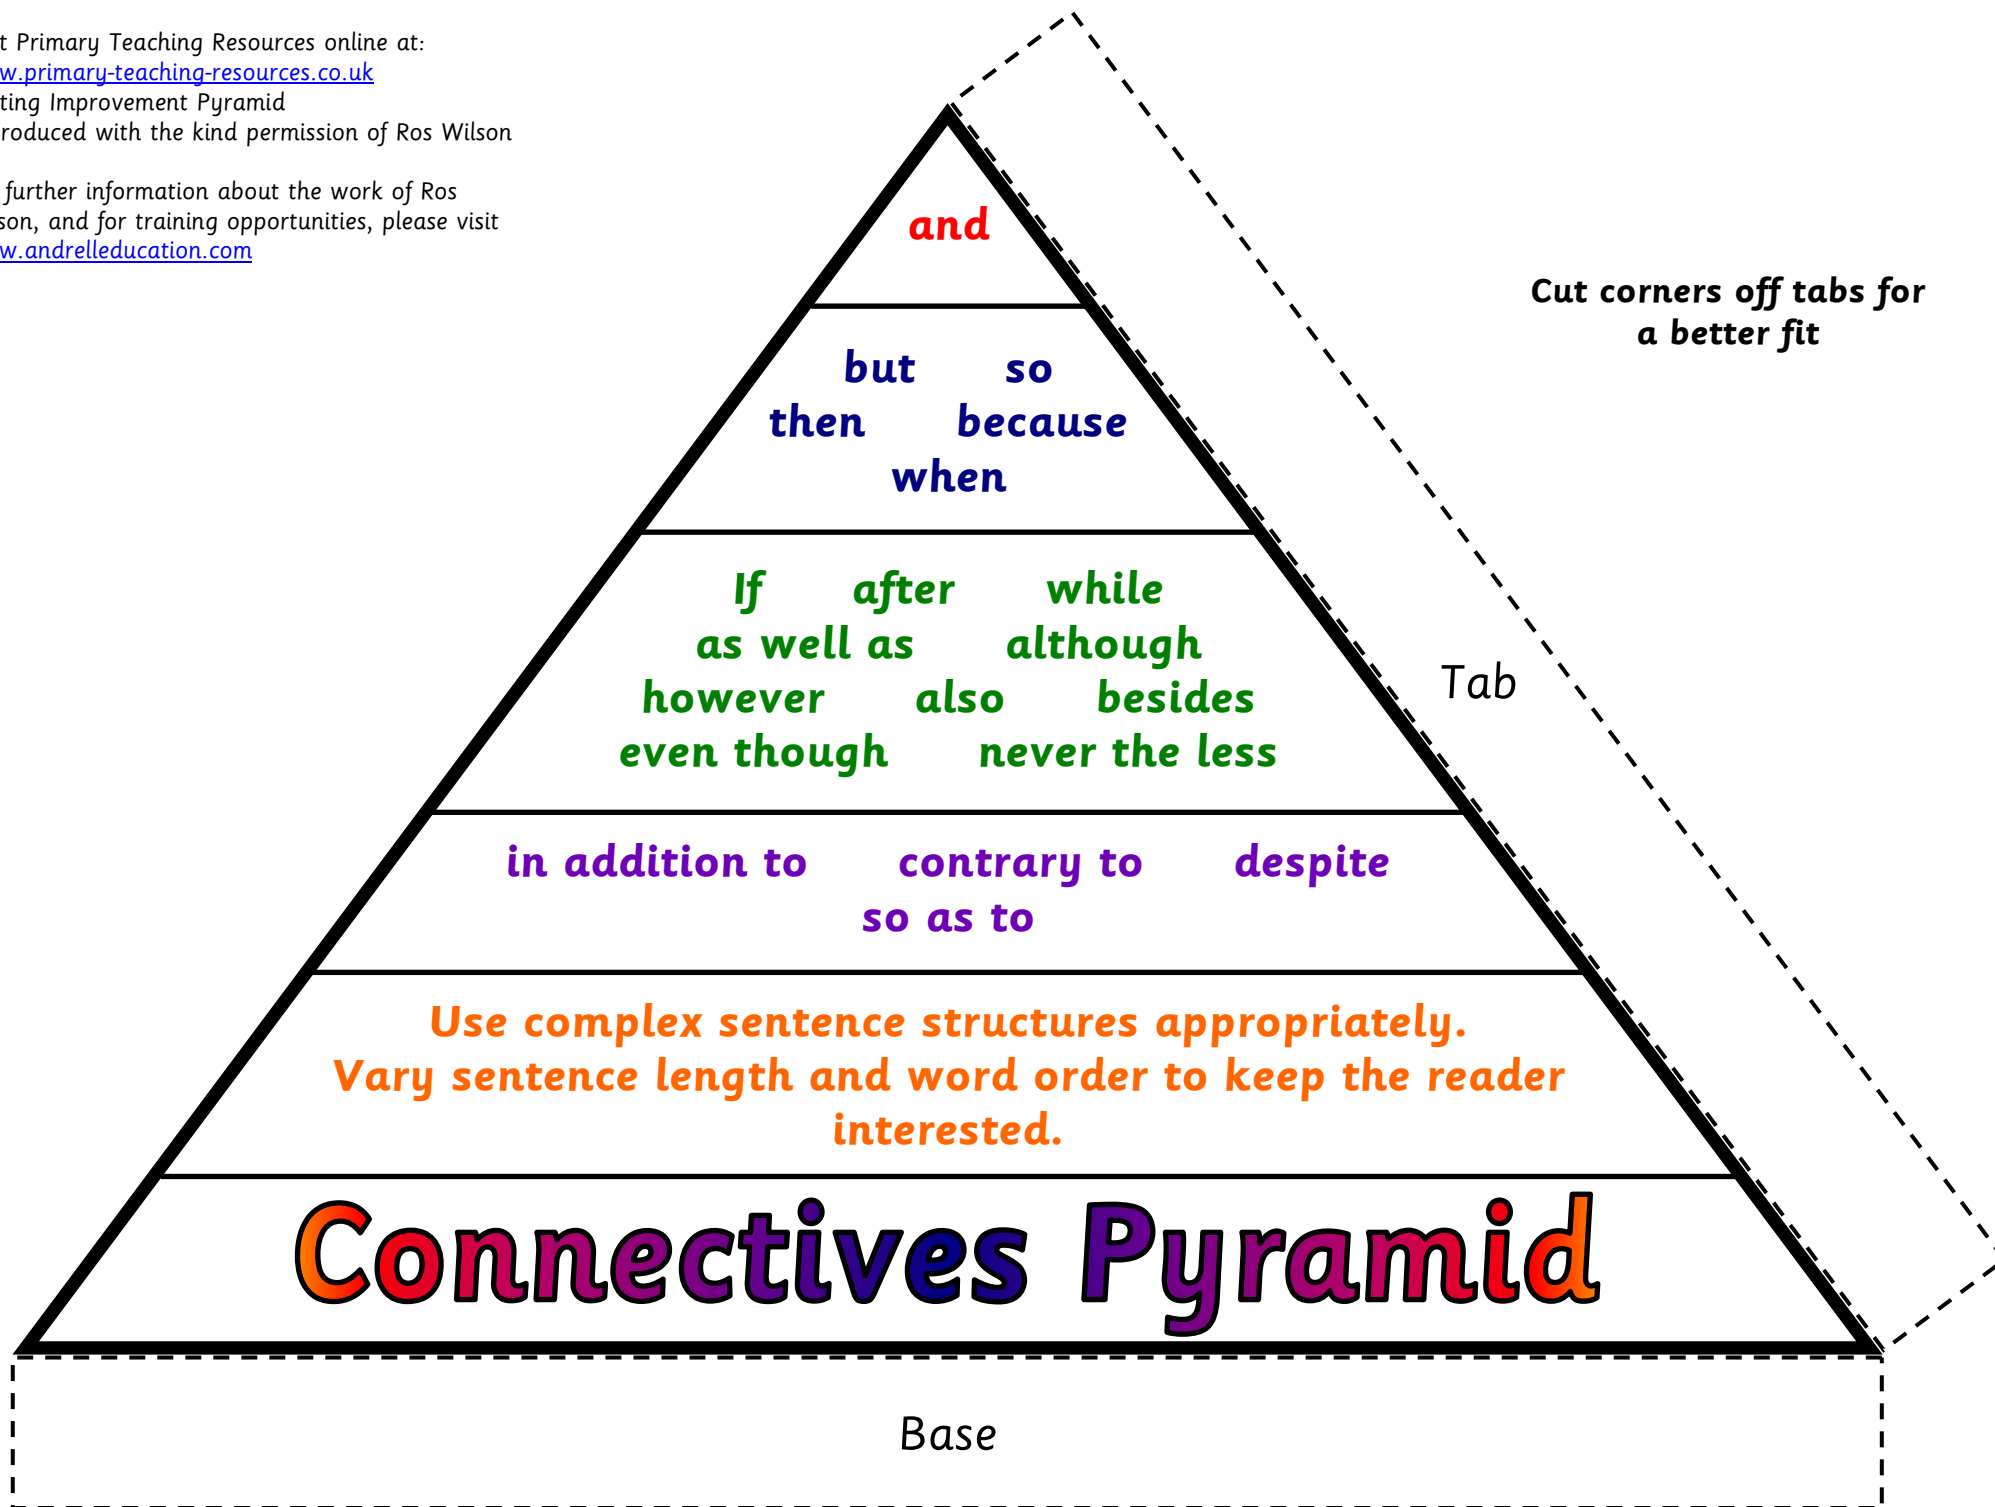 t Primary Teaching Resources online at:
w.primary-teaching-resources.co.uk
ting Improvement Pyramid
roduced with the kind permission of Ros Wilson
further information about the work of Ros
son, and for training opportunities, please visit
w.andrelleducation.com
Cut corners off tabs for
a better fit
and
but so
then because
when
If after while
as well as although
however also besides
even though never the less
Tab
in addition to contrary to despite
so as to
Use complex sentence structures appropriately.
Vary sentence length and word order to keep the reader
interested.
Connectives Pyramid
Base